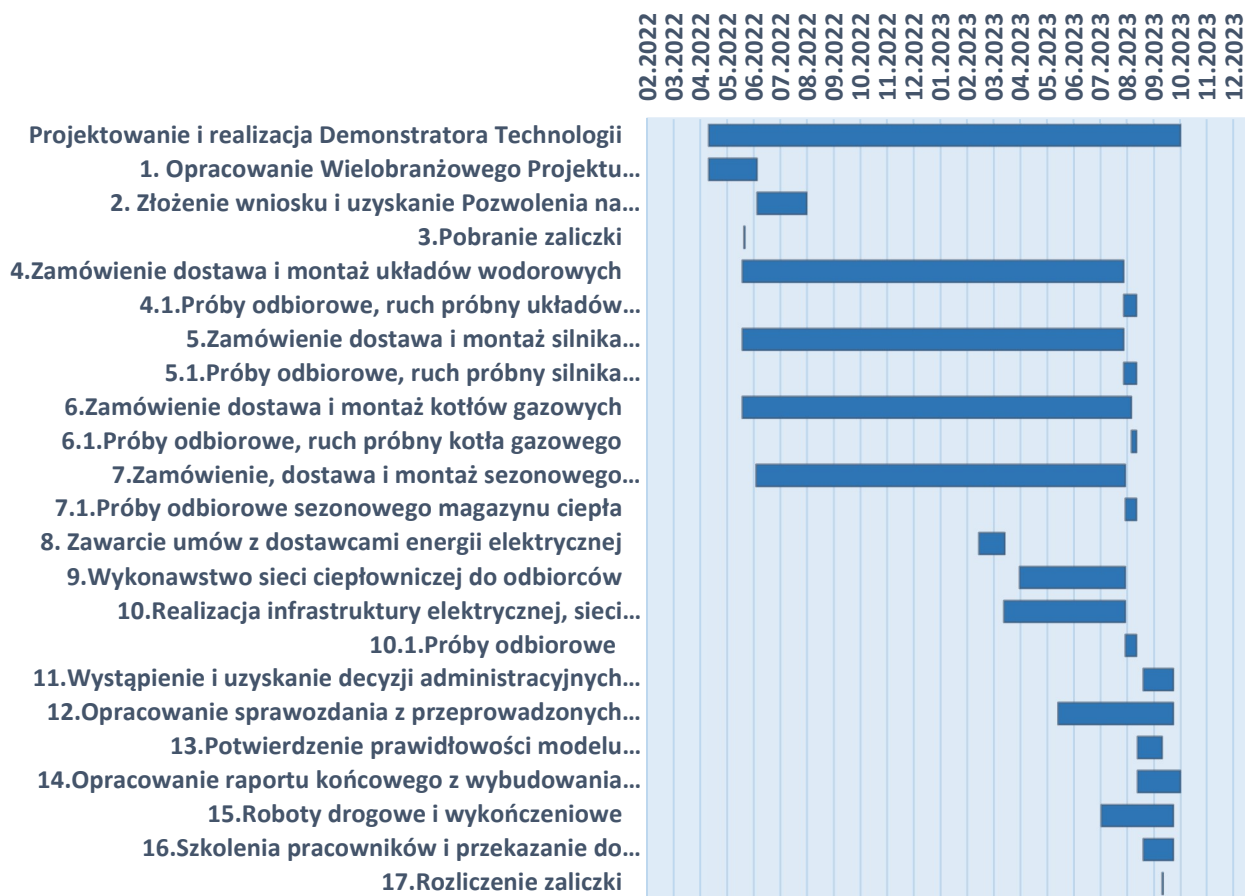 02.2022
03.2022
04.2022
05.2022
06.2022
07.2022
08.2022
10.2022
11.2022
12.2022
01.2023
02.2023
03.2023
04.2023
05.2023
06.2023
07.2023
08.2023
09.2023
10.2023
12.2023
Projektowanie i realizacja Demonstratora Technologii
1. Opracowanie Wielobranżowego Projektu...
2. Złożenie wniosku i uzyskanie Pozwolenia na...
3.Pobranie zaliczki
4.Zamówienie dostawa i montaż układów wodorowych
4.1.Próby odbiorowe, ruch próbny układów...
5.Zamówienie dostawa i montaż silnika...
5.1.Próby odbiorowe, ruch próbny silnika...
6.Zamówienie dostawa i montaż kotłów gazowych
6.1.Próby odbiorowe, ruch próbny kotła gazowego
7.Zamówienie, dostawa i montaż sezonowego...
7.1.Próby odbiorowe sezonowego magazynu ciepła
8. Zawarcie umów z dostawcami energii elektrycznej
9.Wykonawstwo sieci ciepłowniczej do odbiorców
10.Realizacja infrastruktury elektrycznej, sieci...
10.1.Próby odbiorowe
11.Wystąpienie i uzyskanie decyzji administracyjnych...
12.Opracowanie sprawozdania z przeprowadzonych...
13.Potwierdzenie prawidłowości modelu...
14.Opracowanie raportu końcowego z wybudowania...
15.Roboty drogowe i wykończeniowe
16.Szkolenia pracowników i przekazanie do...
17.Rozliczenie zaliczki